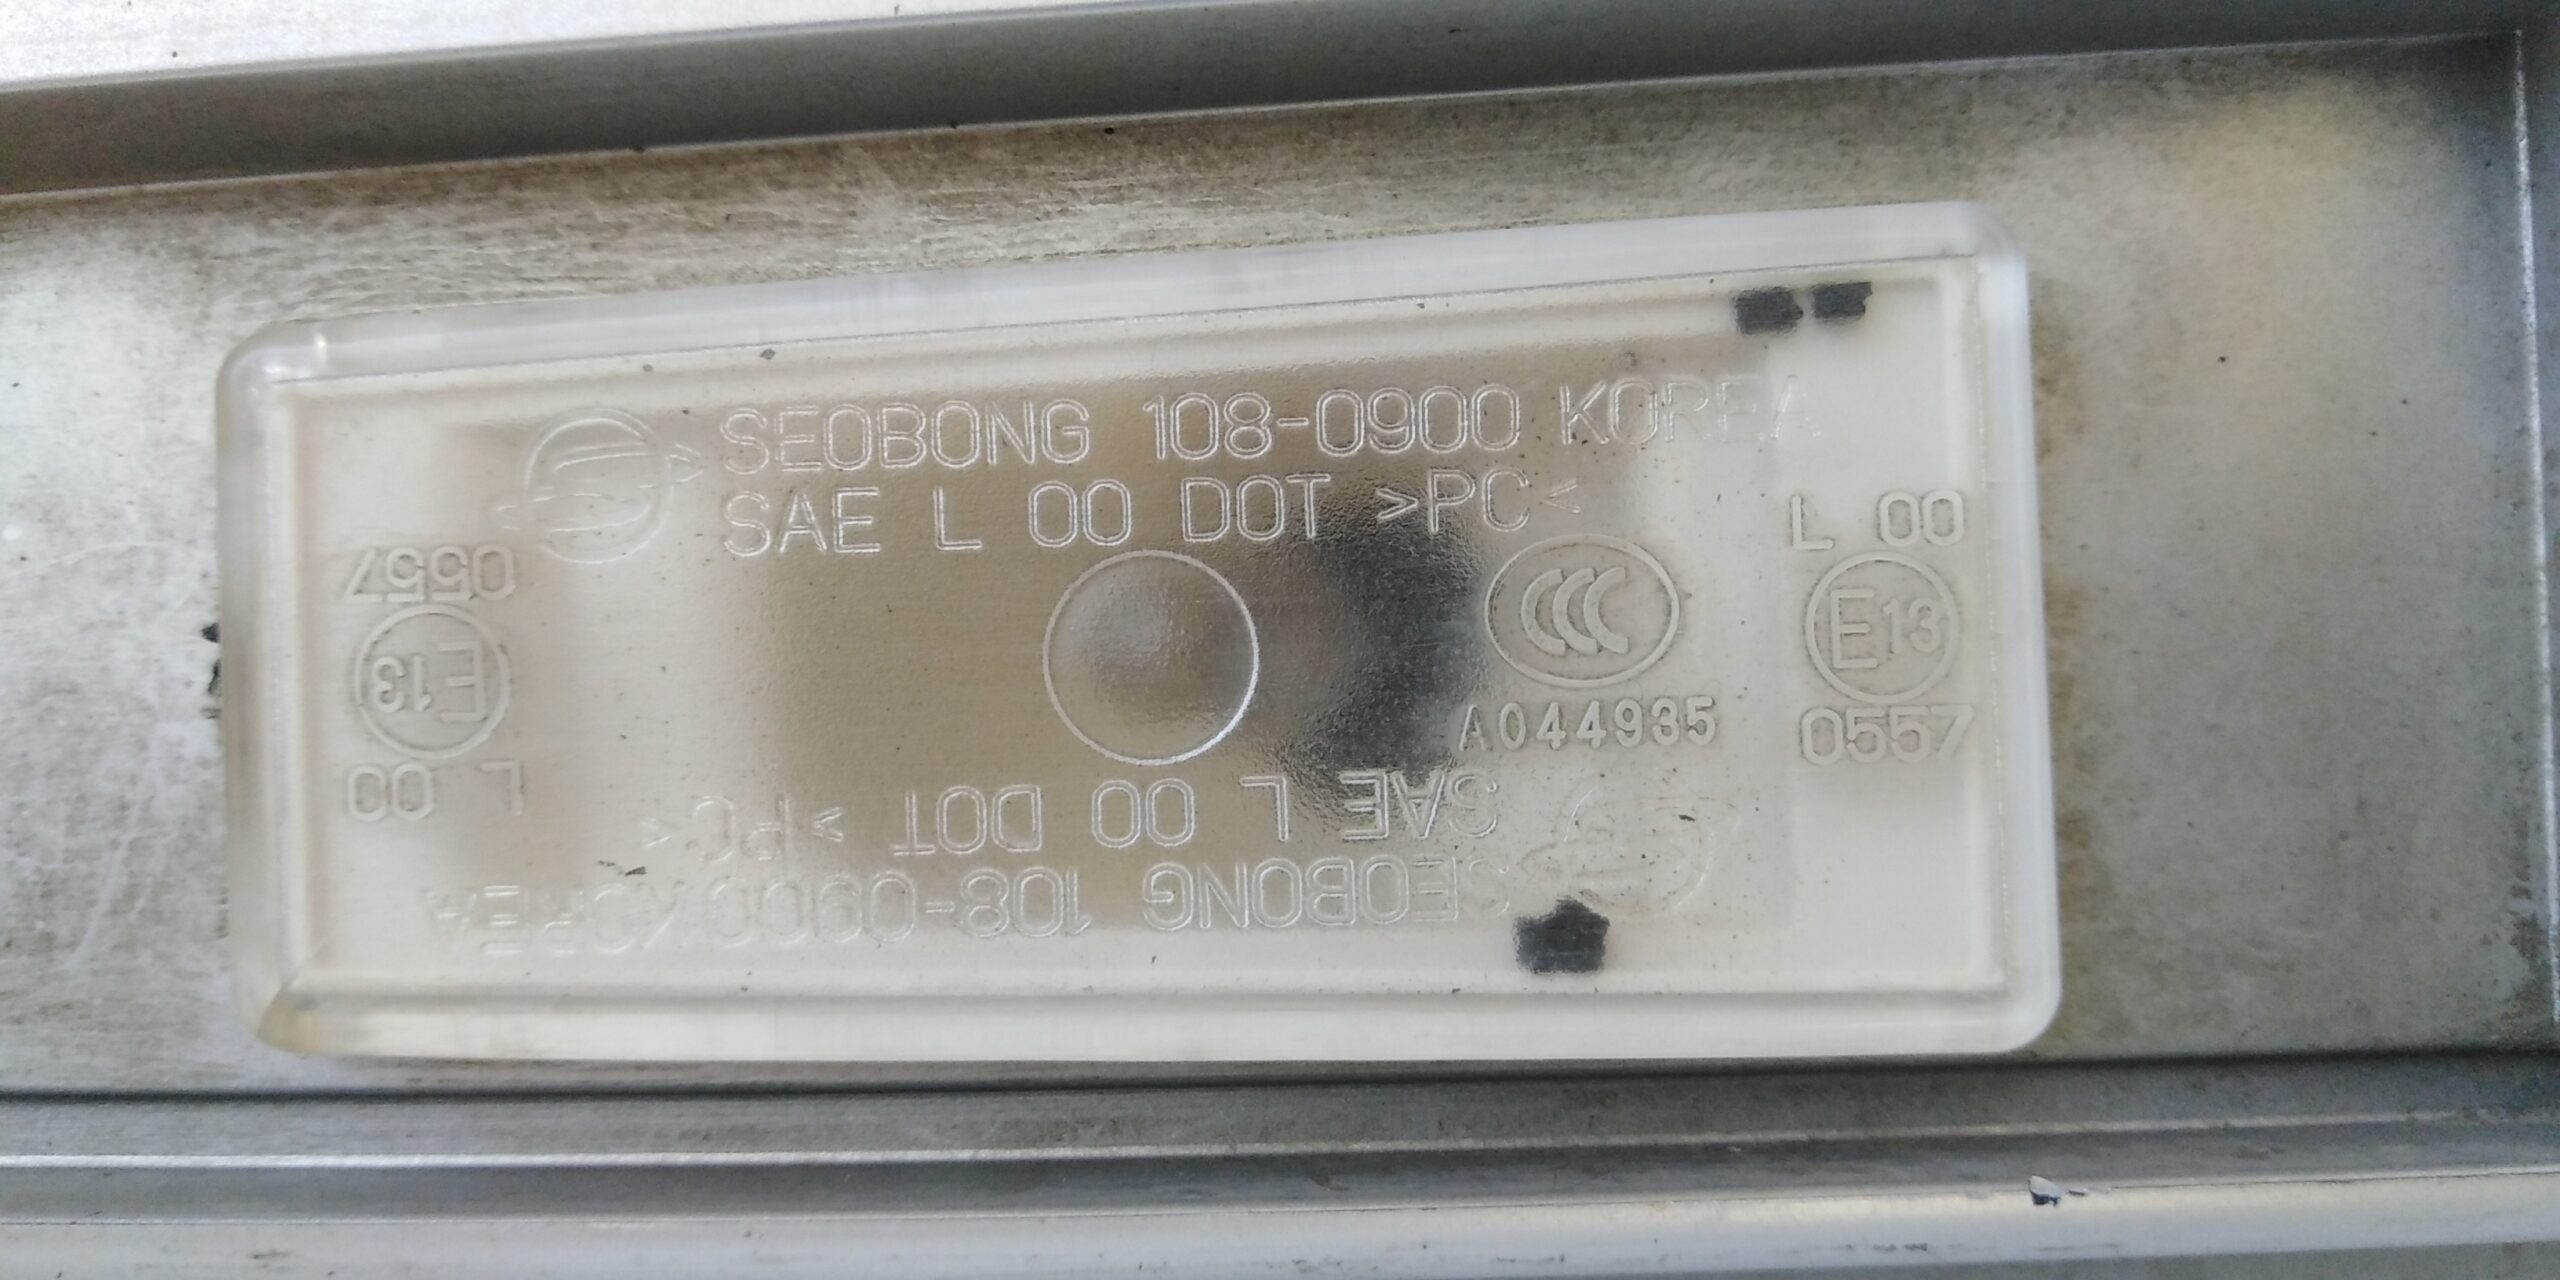 SEOBONG 108-0900 KOREA
SAE L 00 DOT >PC<
L 00
E13
0557
CCC
A044935
0557
E13
L 00
SAE L 00 DOT >PC<
SEOBONG 108-0900 KOREA